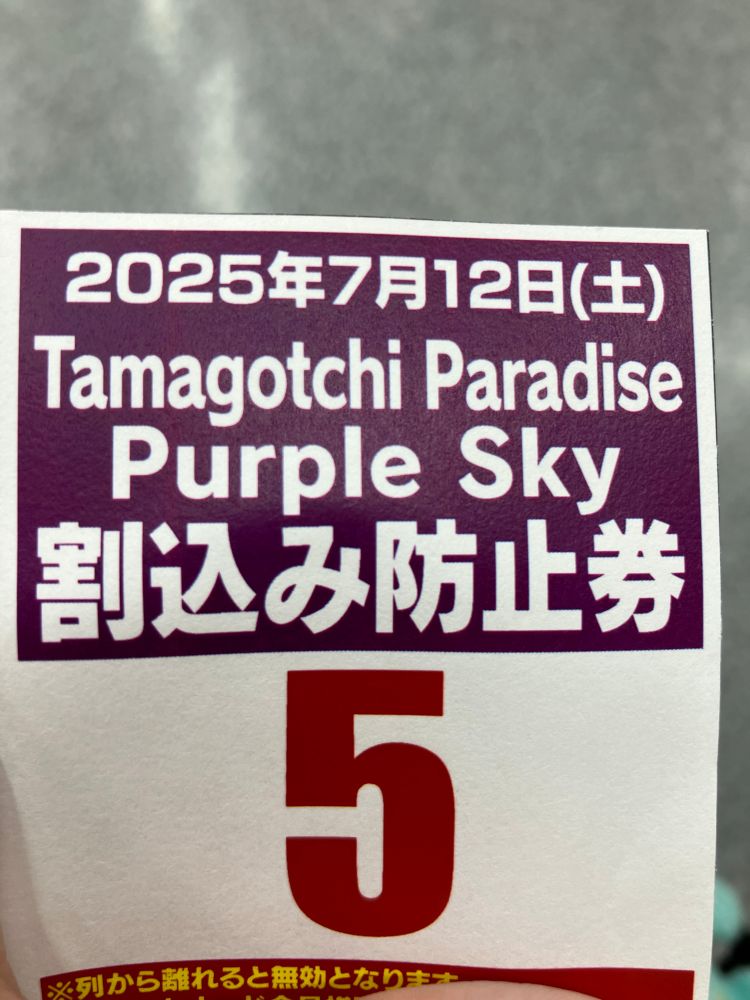 2025年7月12日(土)
Tamagotchi Paradise
Purple Sky
割込み防止券
5
※列から離れると無効となります